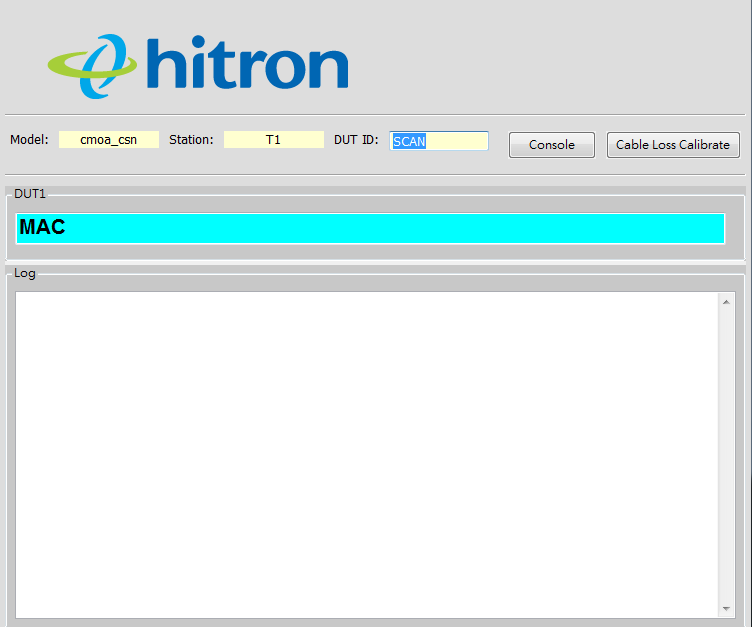 hitron
Model: cmoa_csn Station: T1 DUT ID: SCAN Console Cable Loss Calibrate
DUT1
MAC
Log